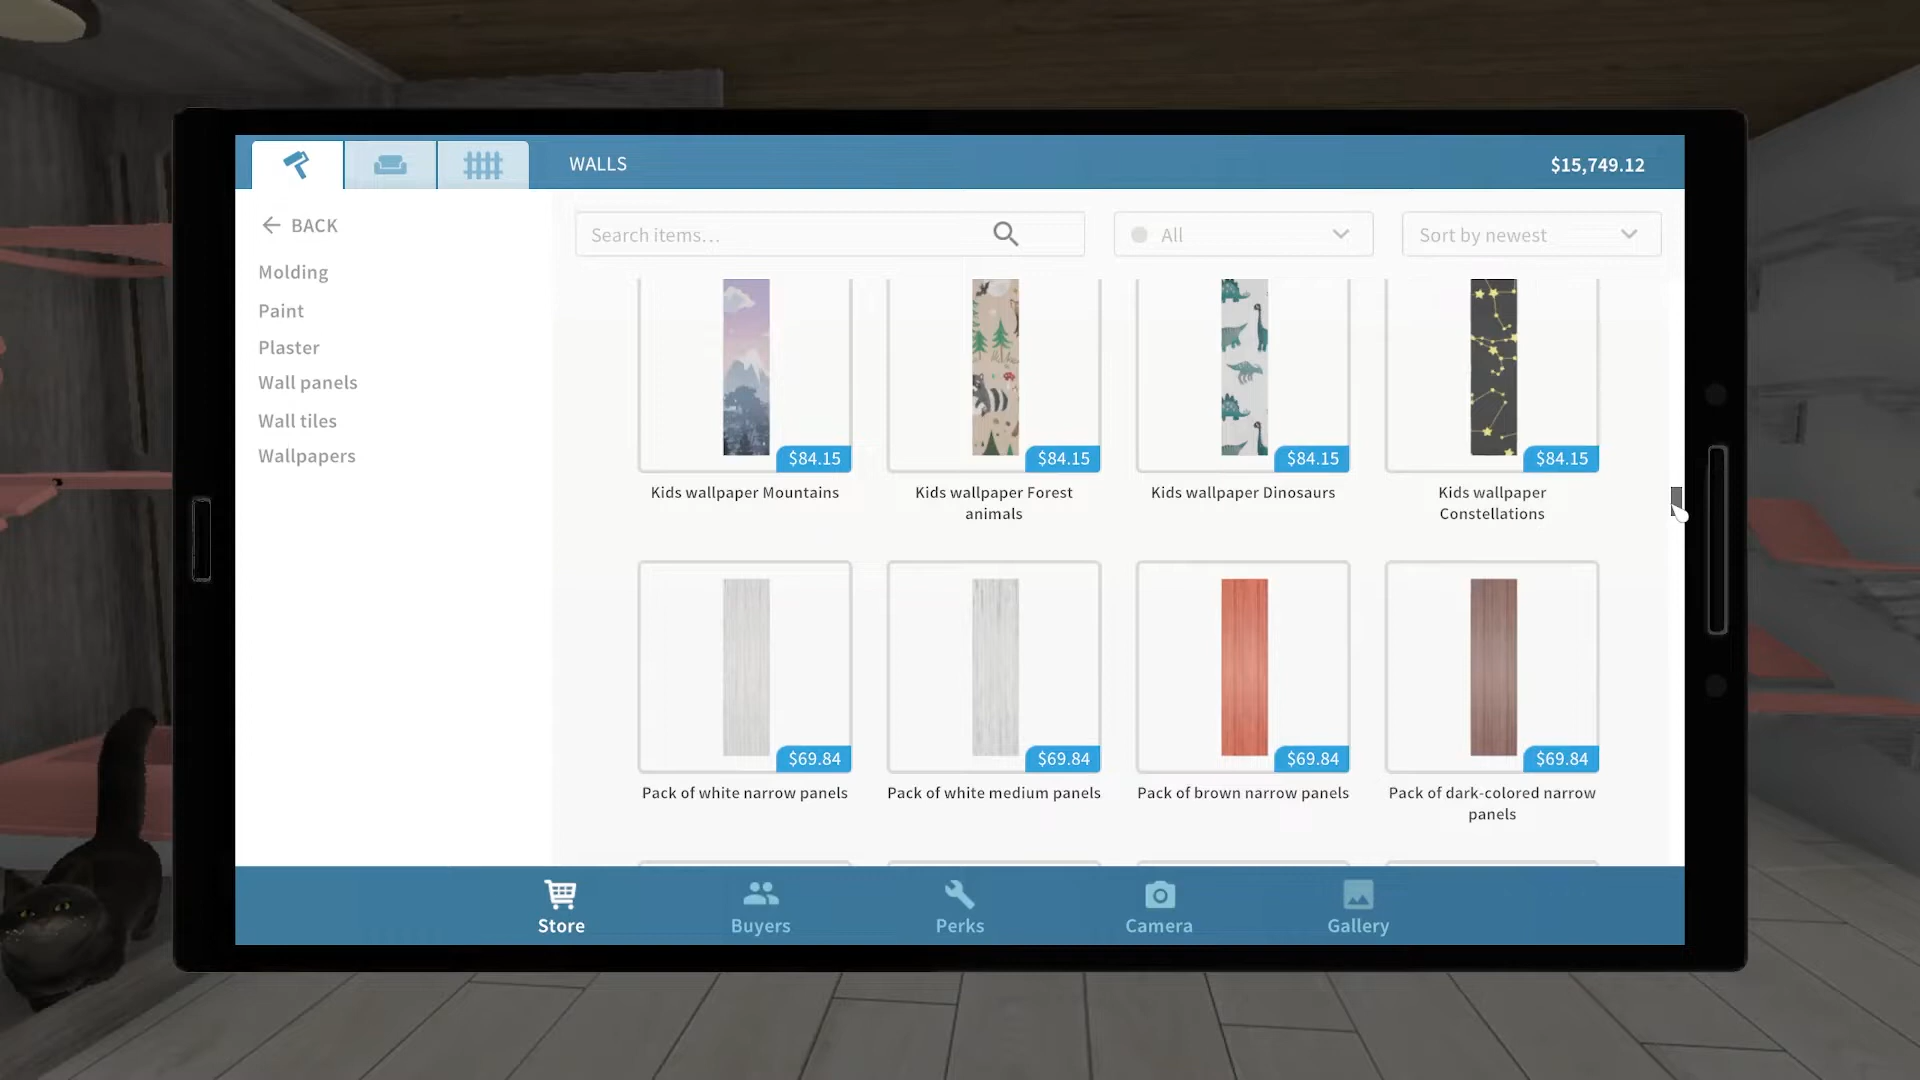 WALLS
$15,749.12
BACK
Molding
Paint
Plaster
Wall panels
Wall tiles
Wallpapers
Search items...
All
Sort by newest
$84.15
$84.15
$84.15
$84.15
Kids wallpaper Mountains
Kids wallpaper Forest
animals
Kids wallpaper Dinosaurs
Kids wallpaper
Constellations
$69.84
$69.84
$69.84
$69.84
Pack of white narrow panels
Pack of white medium panels
Pack of brown narrow panels
Pack of dark-colored narrow
panels
Store
Buyers
Perks
Camera
Gallery